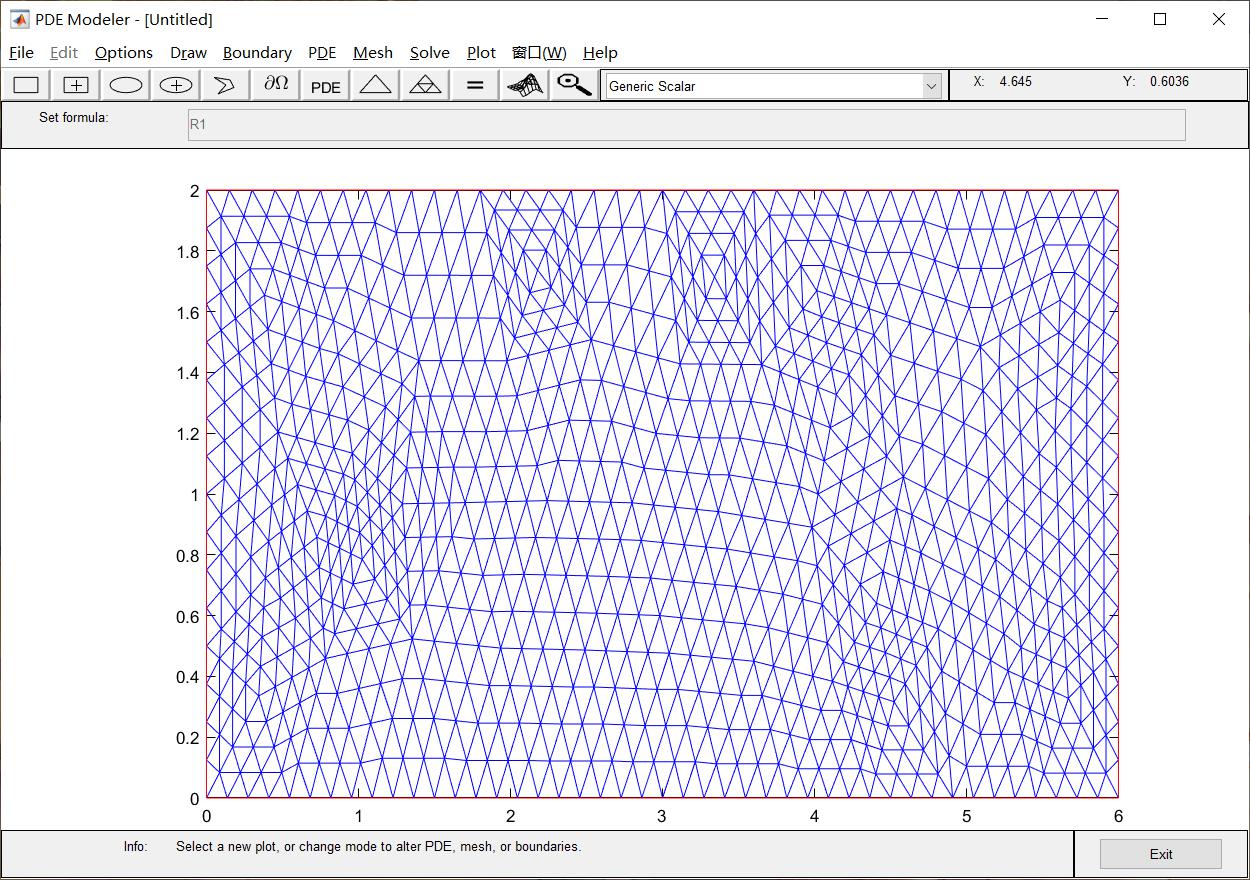 PDE Modeler - [Untitled]
File Edit Options Draw Boundary PDE Mesh Solve Plot 窗口(W) Help
∂Ω PDE = Generic Scalar X: 4.645 Y: 0.6036
Set formula: R1
2
1.8
1.6
1.4
1.2
1
0.8
0.6
0.4
0.2
0
0 1 2 3 4 5 6
Info: Select a new plot, or change mode to alter PDE, mesh, or boundaries. Exit